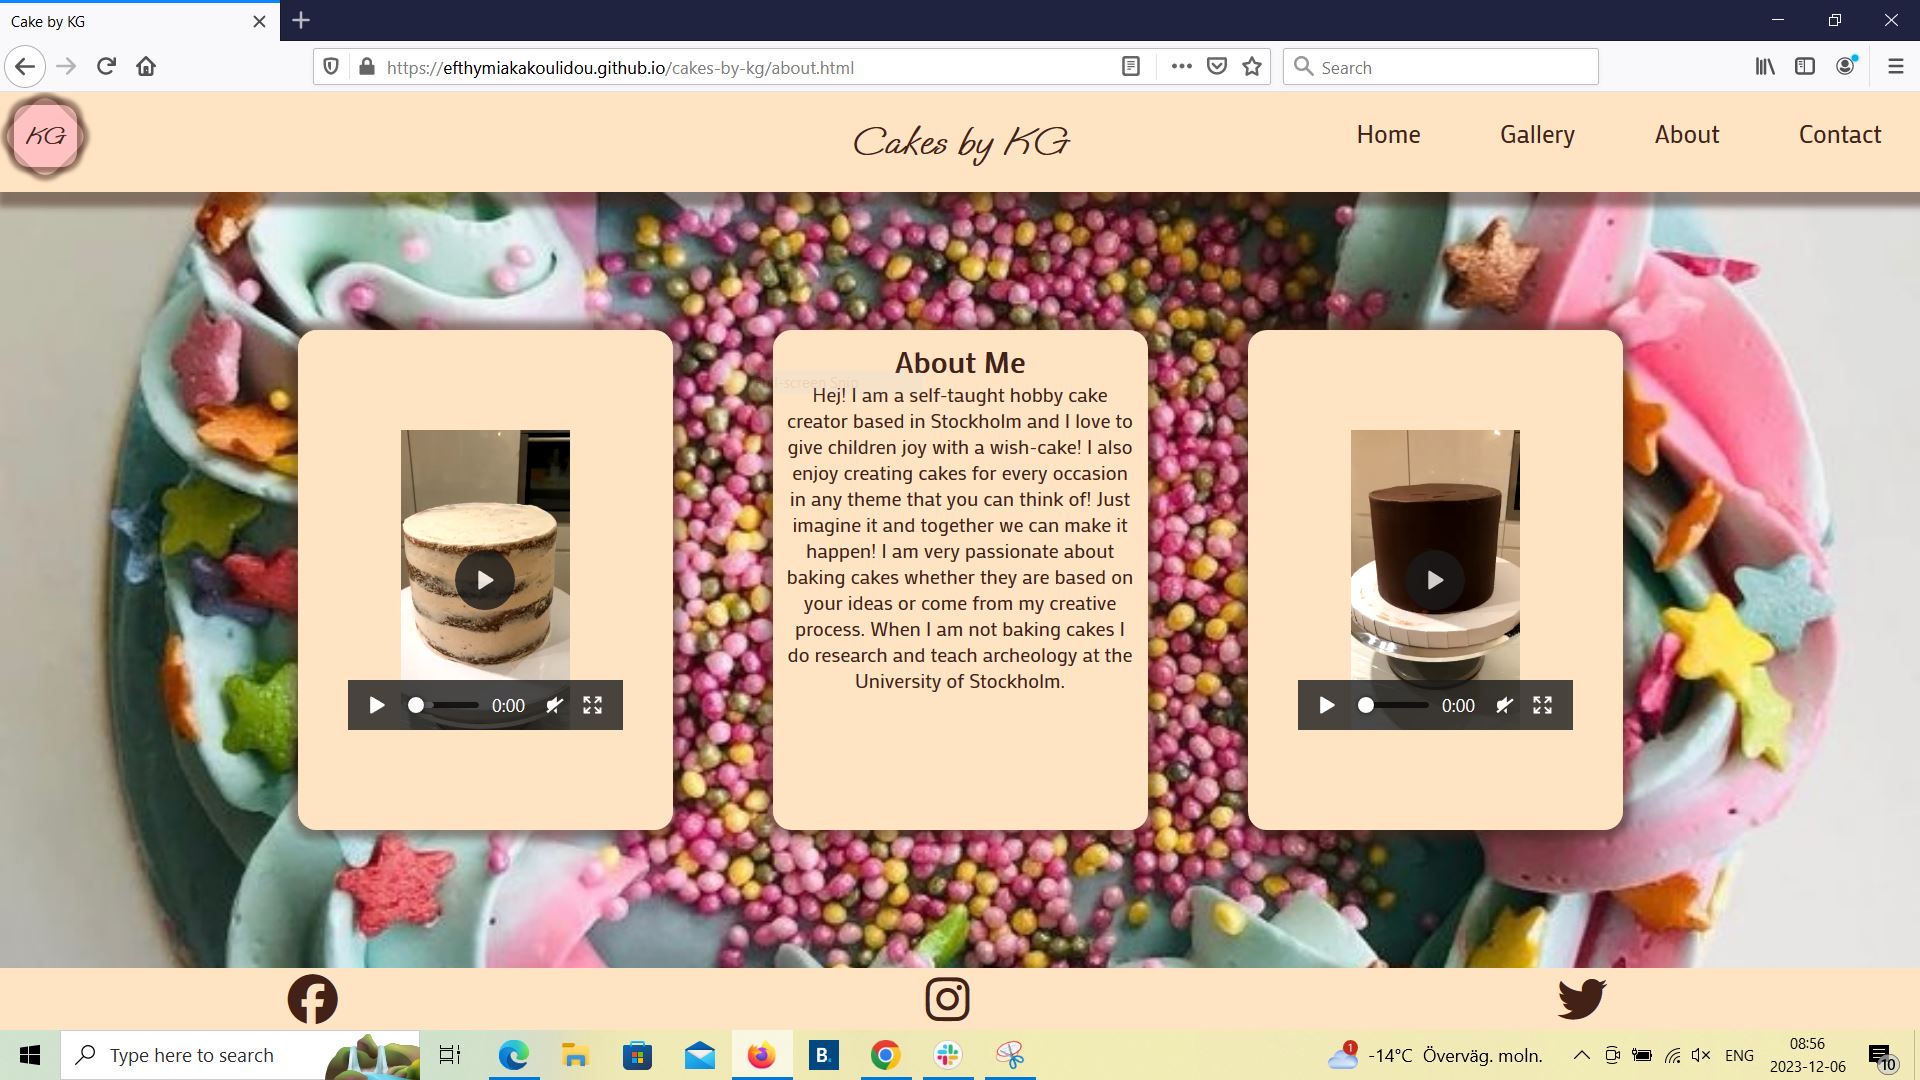 Cake by KG
https://efthymiakakoulidou.github.io/cakes-by-kg/about.html
Search
KG
Cakes by KG
Home
Gallery
About
Contact
About Me
Hej! I am a self-taught hobby cake
creator based in Stockholm and I love to
give children joy with a wish-cake! I also
enjoy creating cakes for every occasion
in any theme that you can think of! Just
imagine it and together we can make it
happen! I am very passionate about
baking cakes whether they are based on
your ideas or come from my creative
process. When I am not baking cakes I
do research and teach archeology at the
University of Stockholm.
0:00
0:00
Type here to search
B.
1
-14°C Överväg. moln.
ENG
08:56
2023-12-06
10